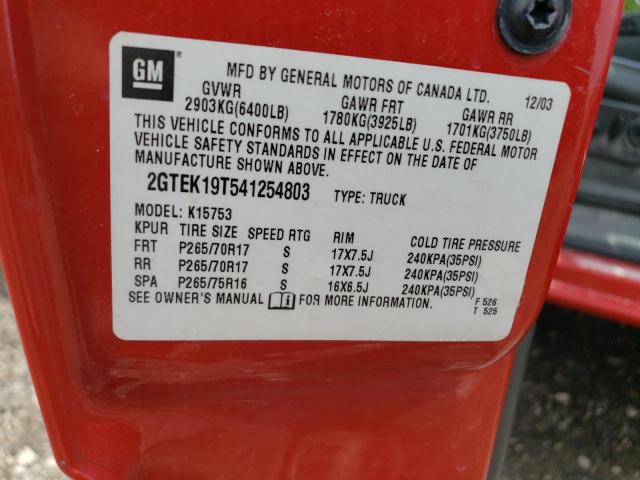 GM
MFD BY GENERAL MOTORS OF CANADA LTD. 12/03
GVWR GAWR FRT GAWR RR
2903KG(6400LB) 1780KG(3925LB) 1701KG(3750LB)
THIS VEHICLE CONFORMS TO ALL APPLICABLE U.S. FEDERAL MOTOR
VEHICLE SAFETY STANDARDS IN EFFECT ON THE DATE OF
MANUFACTURE SHOWN ABOVE.
2GTEK19T541254803 TYPE: TRUCK
MODEL: K15753
KPUR TIRE SIZE SPEED RTG RIM COLD TIRE PRESSURE
FRT P265/70R17 S 17X7.5J 240KPA(35PSI)
RR P265/70R17 S 17X7.5J 240KPA(35PSI)
SPA P265/75R16 S 16X6.5J 240KPA(35PSI)
SEE OWNER'S MANUAL FOR MORE INFORMATION.
F 526
T 525